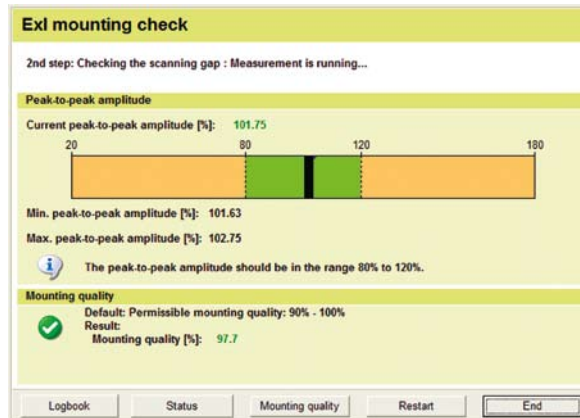 ExI mounting check
2nd step: Checking the scanning gap : Measurement is running...
Peak-to-peak amplitude
Current peak-to-peak amplitude [%]: 101.75
20 80 120 180
Min. peak-to-peak amplitude [%]: 101.63
Max. peak-to-peak amplitude [%]: 102.75
The peak-to-peak amplitude should be in the range 80% to 120%.
Mounting quality
Default: Permissible mounting quality: 90% - 100%
Result:
Mounting quality [%]: 97.7
Logbook Status Mounting quality Restart End